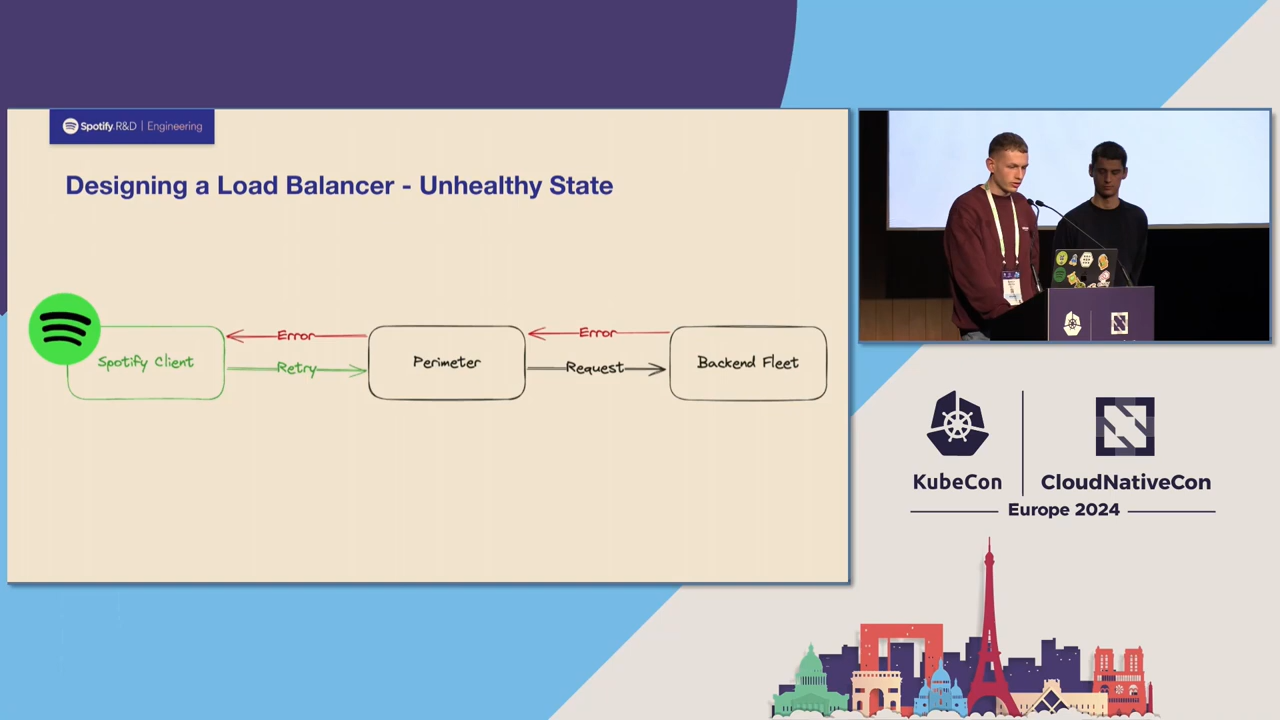 Spotify R&D | Engineering
Designing a Load Balancer - Unhealthy State
Error
Error
Spotify Client
Retry
Perimeter
Request
Backend Fleet
KubeCon
CloudNativeCon
Europe 2024